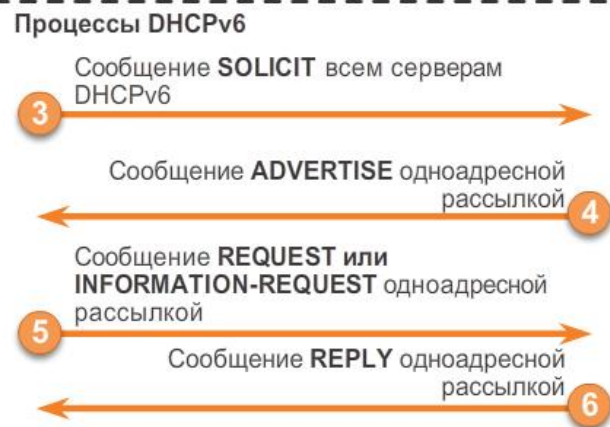 Процессы DHCPv6
Сообщение SOLICIT всем серверам
DHCPv6
3
Сообщение ADVERTISE одноадресной
рассылкой
4
Сообщение REQUEST или
INFORMATION-REQUEST одноадресной
рассылкой
5
Сообщение REPLY одноадресной
рассылкой
6